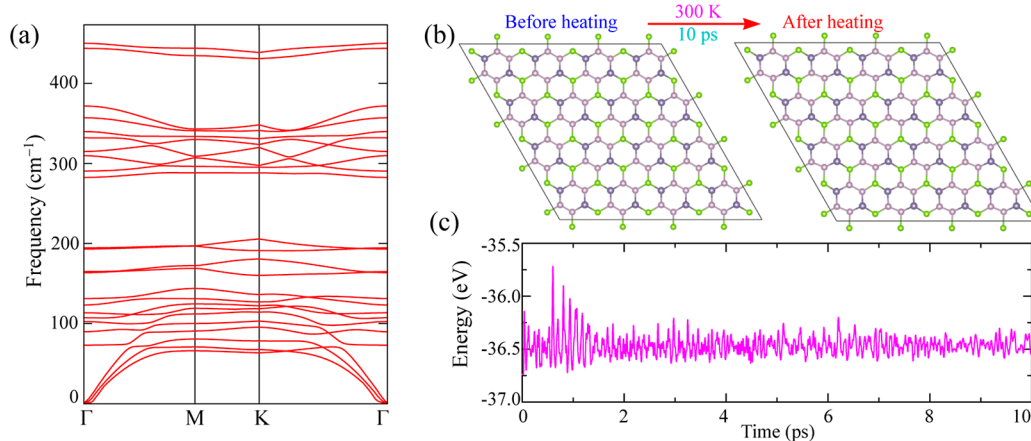 (a)
Frequency (cm⁻¹)
400
300
200
100
0
Γ M K Γ
(b)
Before heating
300 K
10 ps
After heating
(c)
Energy (eV)
-35.5
-36.0
-36.5
-37.0
0 2 4 6 8 10
Time (ps)